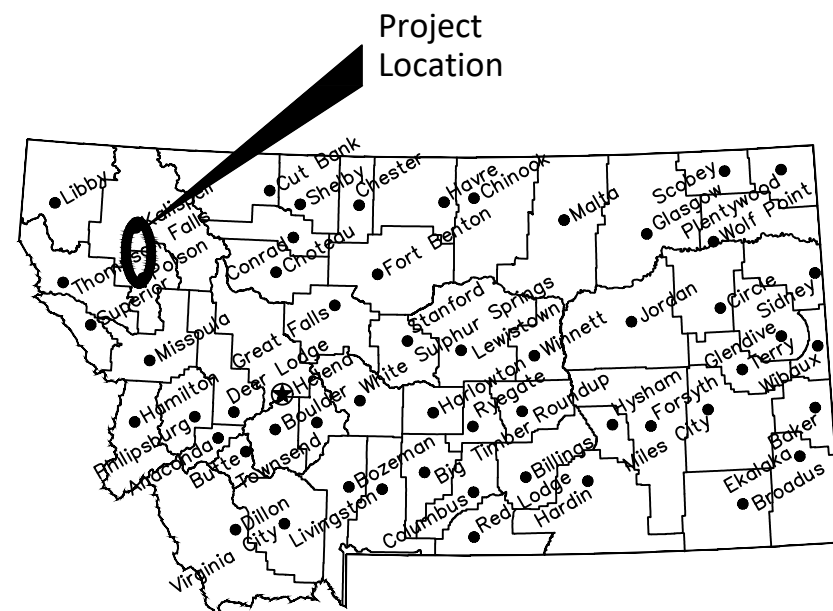 Project
Location
Libby
Kalispell
Cut Bank
Shelby
Chester
Havre
Chinook
Malta
Scobey
Glasgow
Plentywood
Wolf Point
Thompson Falls
Polson
Conrad
Choteau
Fort Benton
Superior
Missoula
Great Falls
Stanford
Lewistown
Winnett
Jordan
Circle
Sidney
Glendive
Terry
Wibaux
Deer Lodge
Helena
White Sulphur Springs
Hamilton
Philipsburg
Anaconda
Butte
Boulder
Townsend
Harlowton
Ryegate
Roundup
Hysham
Forsyth
Miles City
Baker
Ekalaka
Broadus
Bozeman
Livingston
Big Timber
Columbus
Billings
Red Lodge
Hardin
Dillon
Virginia City